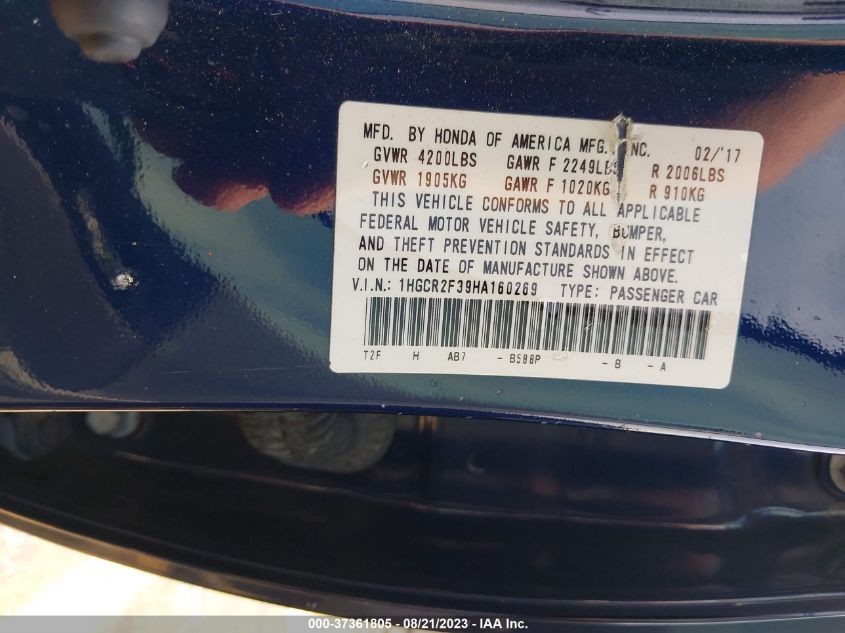 MFD. BY HONDA OF AMERICA MFG. INC. 02/'17
GVWR 4200LBS GAWR F 2249LBS R 2006LBS
GVWR 1905KG GAWR F 1020KG R 910KG
THIS VEHICLE CONFORMS TO ALL APPLICABLE
FEDERAL MOTOR VEHICLE SAFETY, BUMPER,
AND THEFT PREVENTION STANDARDS IN EFFECT
ON THE DATE OF MANUFACTURE SHOWN ABOVE.
V.I.N.: 1HGCR2F39HA160269 TYPE: PASSENGER CAR
T2F H AB7 - B588P - B - A
000-37361805 - 08/21/2023 - IAA Inc.